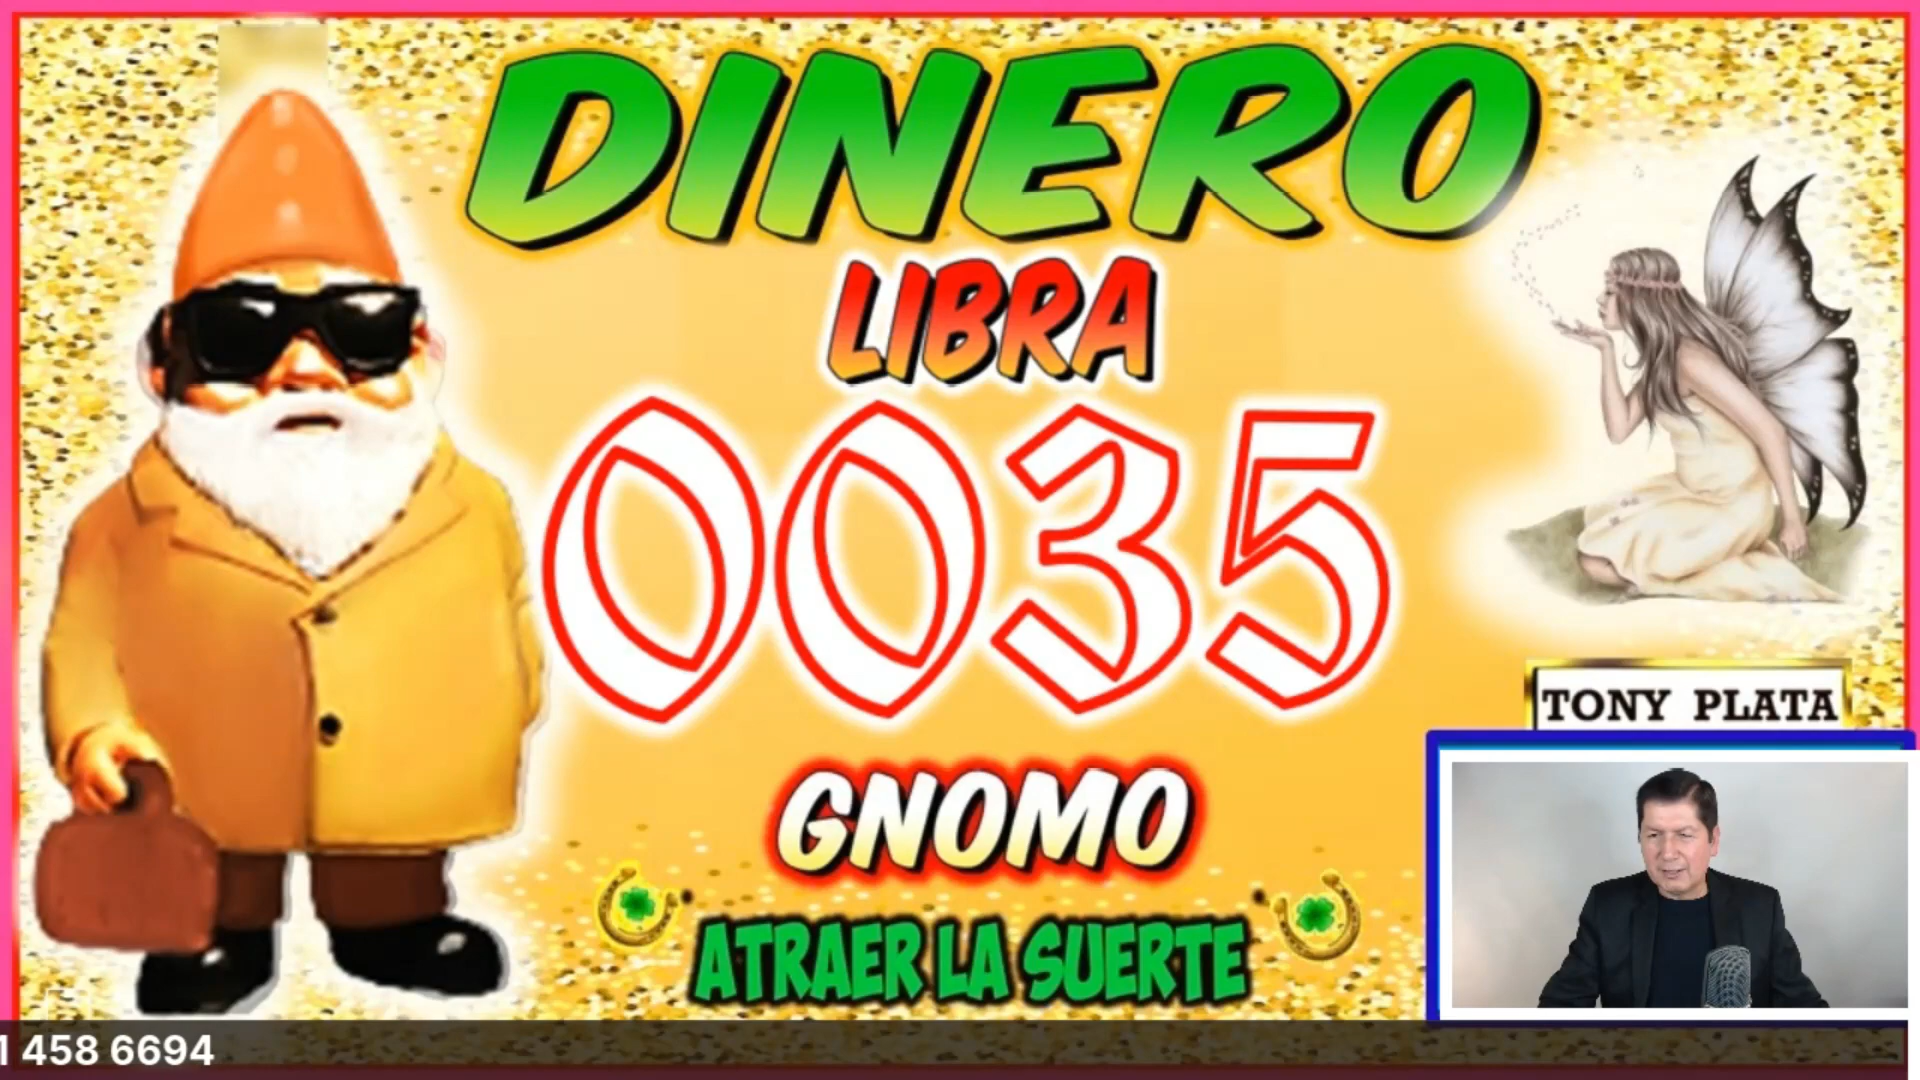 DINERO
LIBRA
0035
TONY PLATA
GNOMO
ATRAER LA SUERTE
1 458 6694